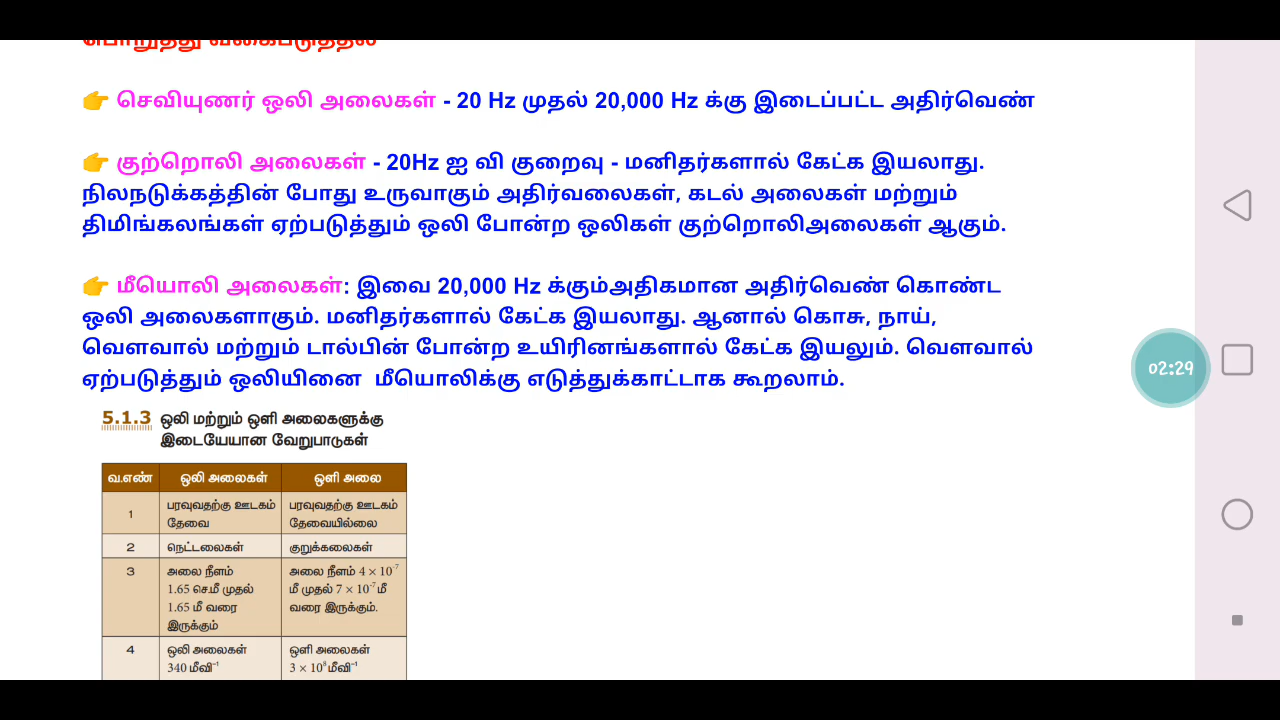 பொறுத்து வகைபடுத்தல்
செவியுணர் ஒலி அலைகள் - 20 Hz முதல் 20,000 Hz க்கு இடைப்பட்ட அதிர்வெண்
குற்றொலி அலைகள் - 20Hz ஐ வி குறைவு - மனிதர்களால் கேட்க இயலாது.
நிலநடுக்கத்தின் போது உருவாகும் அதிர்வலைகள், கடல் அலைகள் மற்றும்
திமிங்கலங்கள் ஏற்படுத்தும் ஒலி போன்ற ஒலிகள் குற்றொலிஅலைகள் ஆகும்.
மீயொலி அலைகள்: இவை 20,000 Hz க்கும்அதிகமான அதிர்வெண் கொண்ட
ஒலி அலைகளாகும். மனிதர்களால் கேட்க இயலாது. ஆனால் கொசு, நாய்,
வௌவால் மற்றும் டால்பின் போன்ற உயிரினங்களால் கேட்க இயலும். வௌவால்
ஏற்படுத்தும் ஒலியினை மீயொலிக்கு எடுத்துக்காட்டாக கூறலாம்.
02:29
5.1.3 ஒலி மற்றும் ஒளி அலைகளுக்கு
இடையேயான வேறுபாடுகள்
வ.எண் ஒலி அலைகள் ஒளி அலை
1 பரவுவதற்கு ஊடகம் பரவுவதற்கு ஊடகம்
தேவை தேவையில்லை
2 நெட்டலைகள் குறுக்கலைகள்
3 அலை நீளம் அலை நீளம் 4 × 10⁻⁷
1.65 செ.மீ முதல் மீ முதல் 7 × 10⁻⁷ மீ
1.65 மீ வரை வரை இருக்கும்.
இருக்கும்
4 ஒலி அலைகள் ஒளி அலைகள்
340 மீவி⁻¹ 3 × 10⁸ மீவி⁻¹